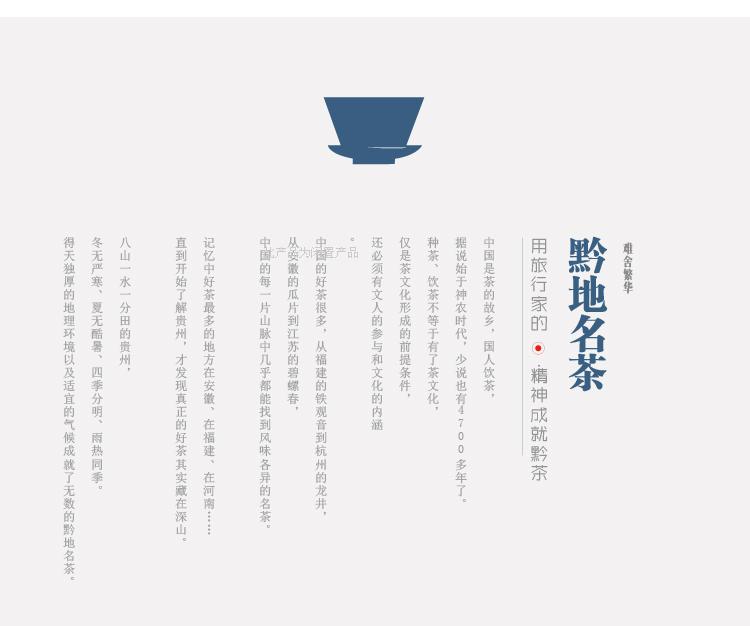 难舍繁华
黔地名茶
用旅行家的·精神成就黔茶
中国是茶的故乡，国人饮茶，
据说始于神农时代，少说也有4700多年了。
种茶、饮茶不等于有了茶文化，
仅是茶文化形成的前提条件，
还必须有文人的参与和文化的内涵
。
中国的好茶很多，从福建的铁观音到杭州的龙井，
从安徽的瓜片到江苏的碧螺春，
中国的每一片山脉中几乎都能找到风味各异的名茶。
记忆中好茶最多的地方在安徽、在福建、在河南……
直到开始了解贵州，才发现真正的好茶其实藏在深山。
八山一水一分田的贵州，
冬无严寒、夏无酷暑、四季分明、雨热同季。
得天独厚的地理环境以及适宜的气候成就了无数的黔地名茶。